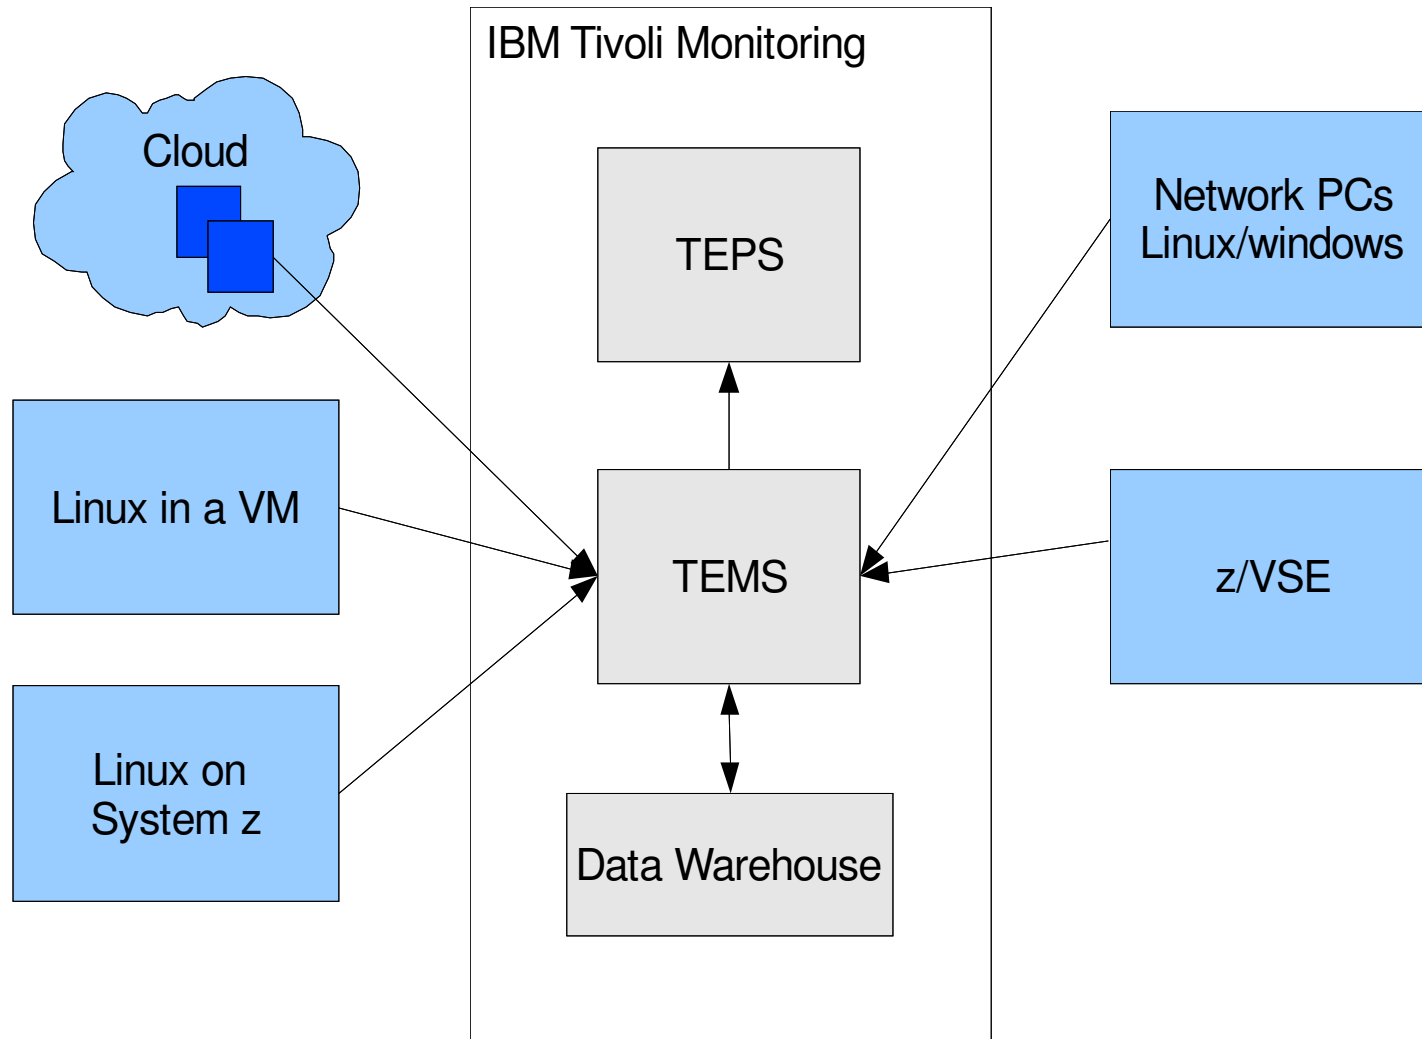 IBM Tivoli Monitoring
Cloud
Network PCs
Linux/windows
TEPS
Linux in a VM
TEMS
z/VSE
Linux on
System z
Data Warehouse